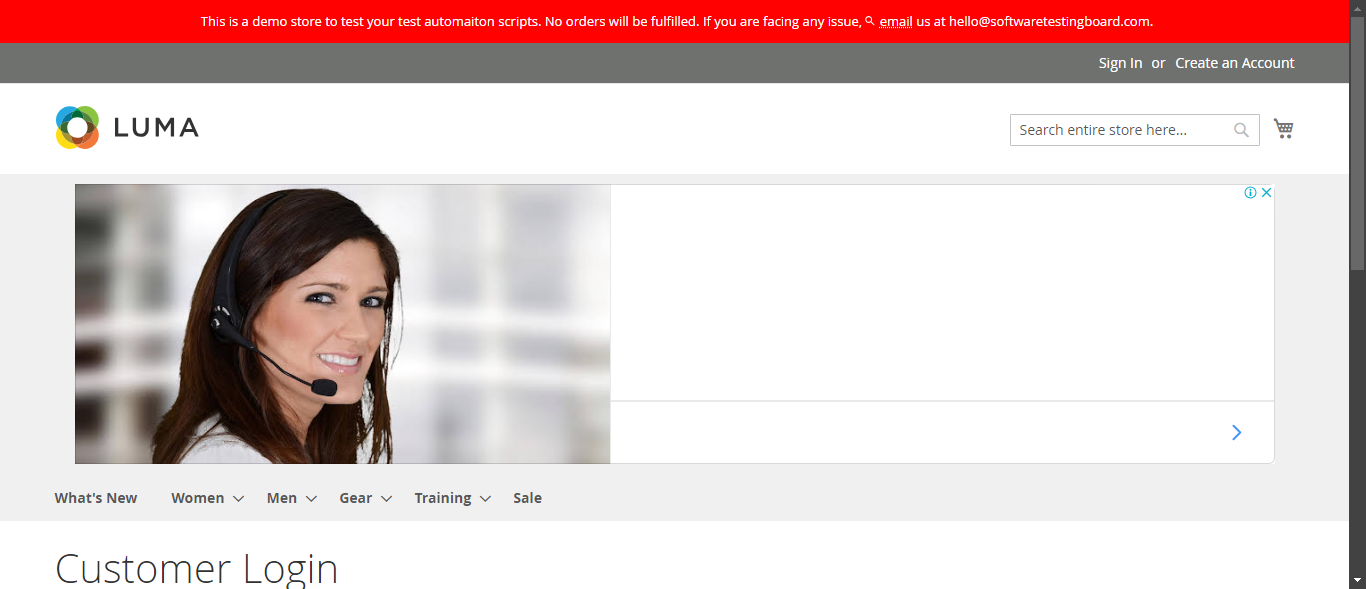 This is a demo store to test your test automaiton scripts. No orders will be fulfilled. If you are facing any issue, email us at hello@softwaretestingboard.com.
Sign In or Create an Account
LUMA
Search entire store here...
What's New Women Men Gear Training Sale
Customer Login